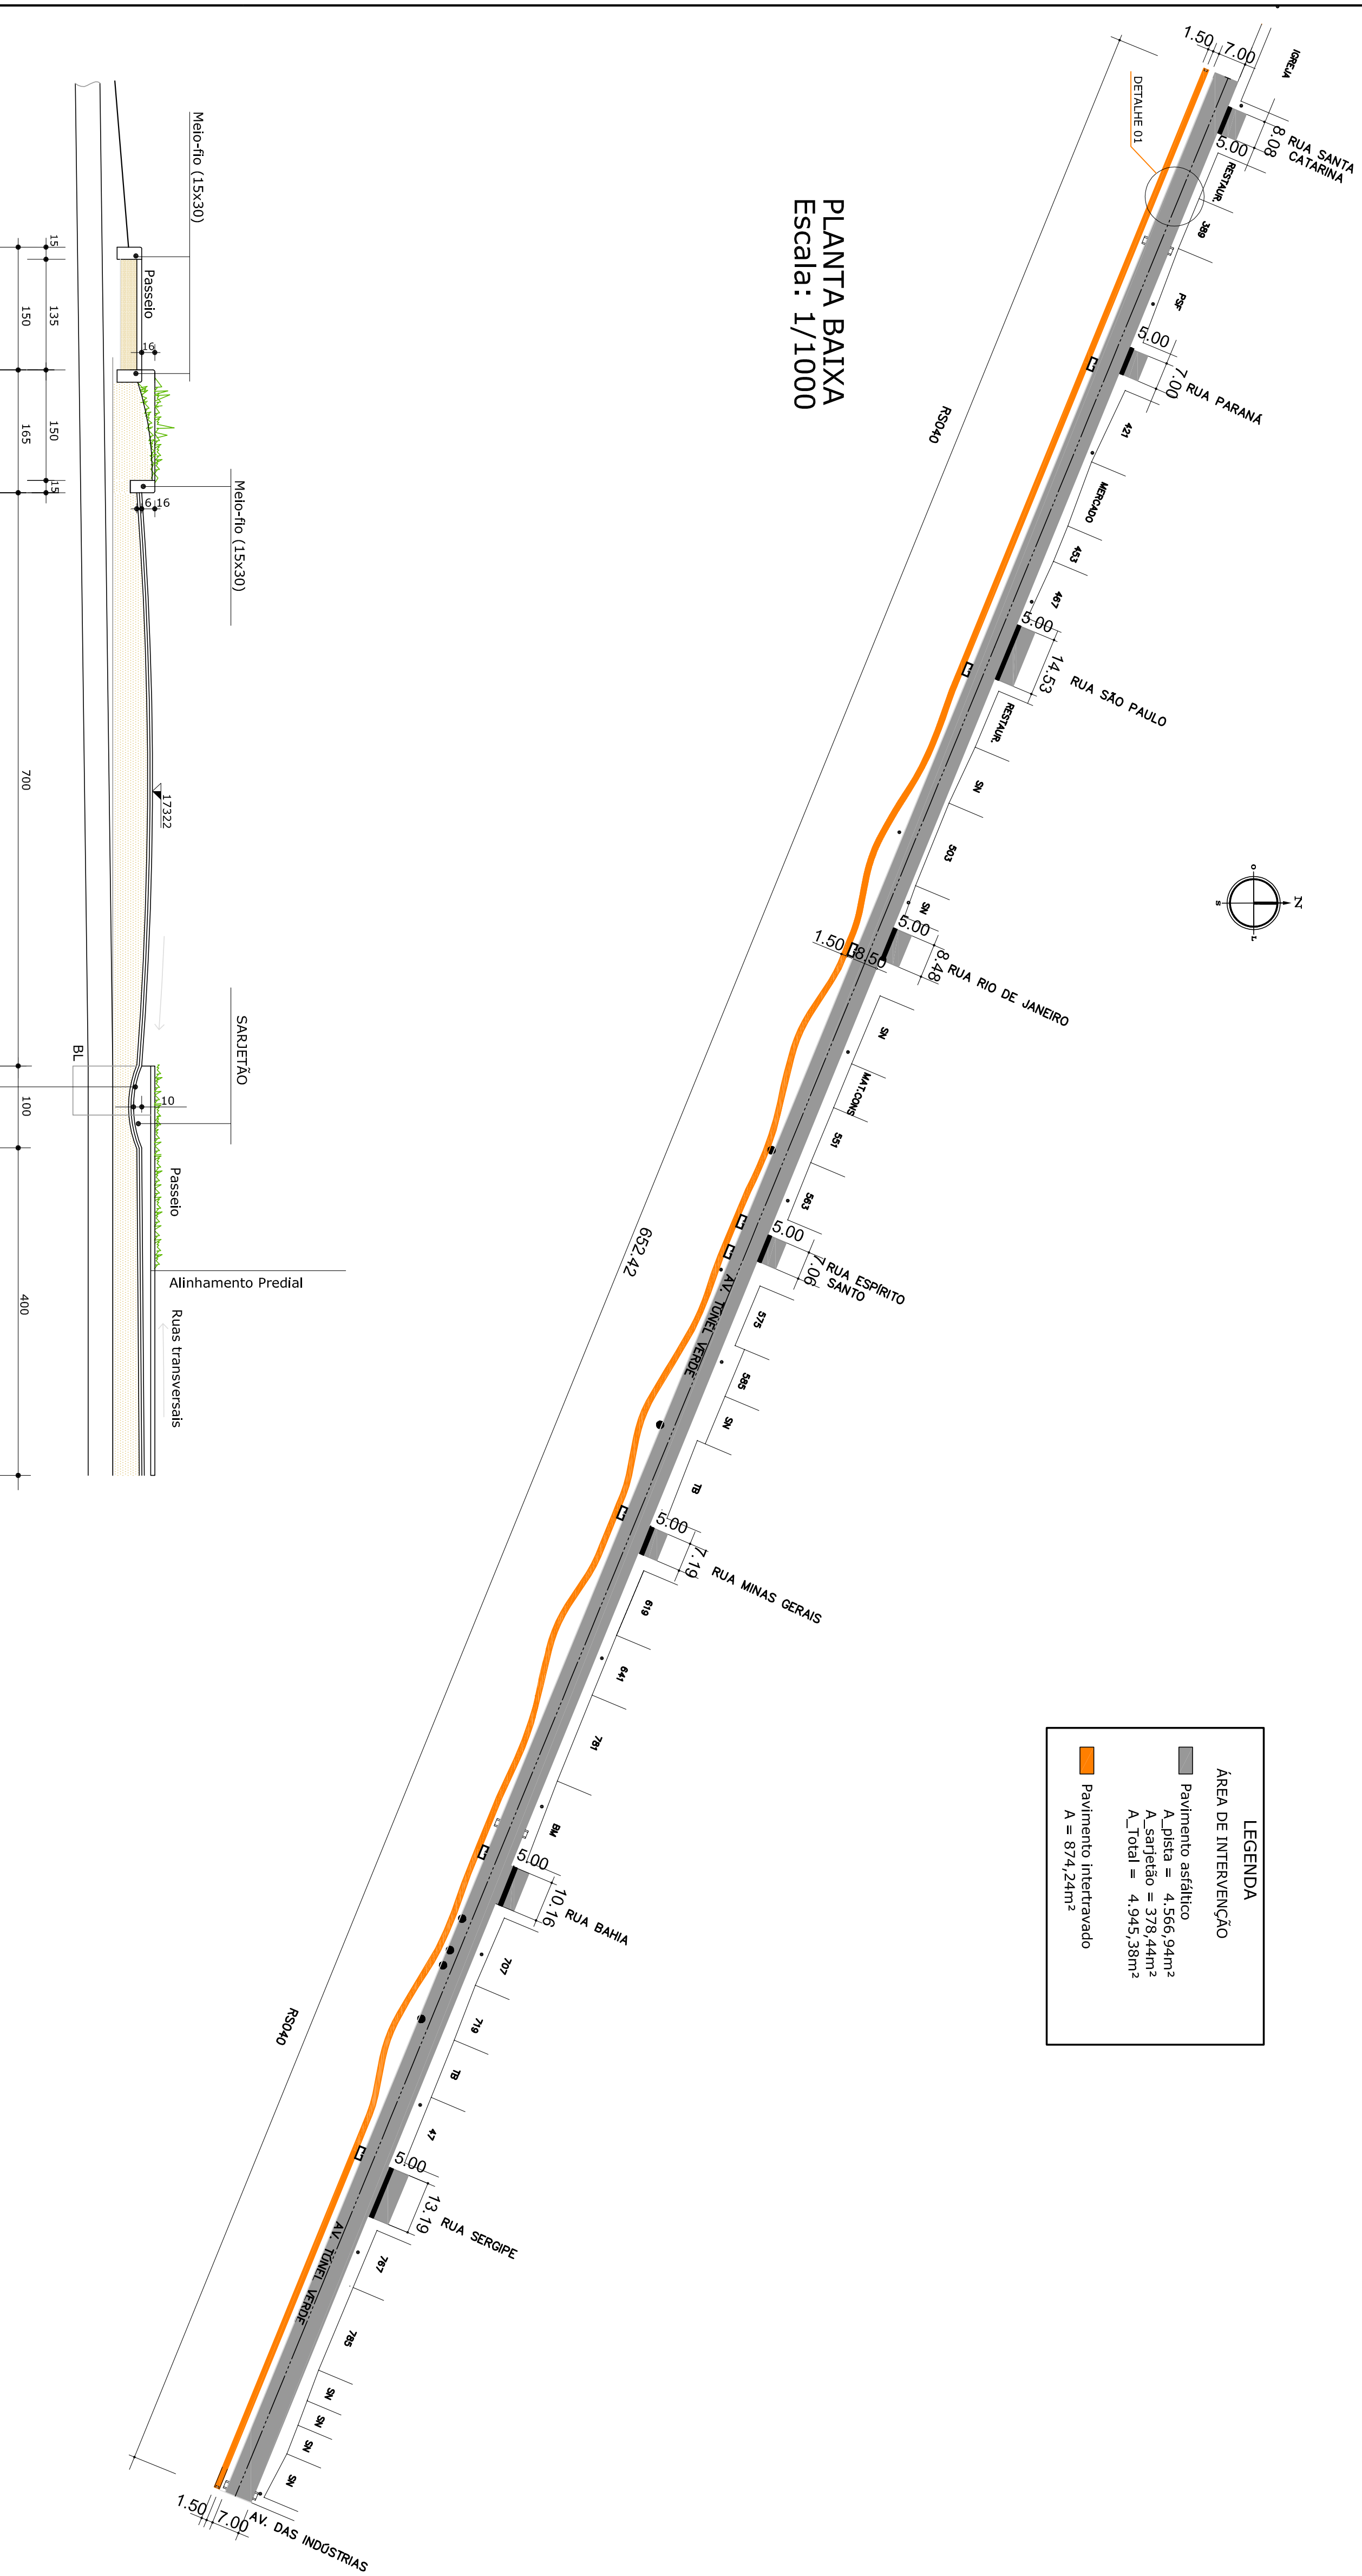 PLANTA BAIXA
Escala: 1/1000
DETALHE 01
1.50
7.00
IGREJA
8.08
5.00
RUA SANTA
CATARINA
RESTAUR.
389
PSF
5.00
7.00
RUA PARANÁ
421
MERCADO
453
467
5.00
14.53
RUA SÃO PAULO
RESTAUR.
SN
503
SN
5.00
8.48
RUA RIO DE JANEIRO
1.50
8.50
SN
MAT.CONS
551
563
5.00
7.06
RUA ESPÍRITO
SANTO
AV. TÚNEL VERDE
575
585
SN
TB
5.00
7.19
RUA MINAS GERAIS
619
641
781
BM
5.00
10.16
RUA BAHIA
707
719
TB
47
5.00
13.19
RUA SERGIPE
767
AV. TÚNEL VERDE
785
SN
SN
SN
SN
1.50
7.00
AV. DAS INDÚSTRIAS
RS040
652.42
RS040
N
S
O
L
LEGENDA
ÁREA DE INTERVENÇÃO
Pavimento asfáltico
A_pista = 4.566,94m²
A_sarjetão = 378,44m²
A_Total = 4.945,38m²
Pavimento intertravado
A = 874,24m²
Meio-fio (15x30)
Meio-fio (15x30)
SARJETÃO
Passeio
16
6
16
17322
10
BL
Passeio
Alinhamento Predial
Ruas transversais
15
135
150
15
150
165
700
100
400